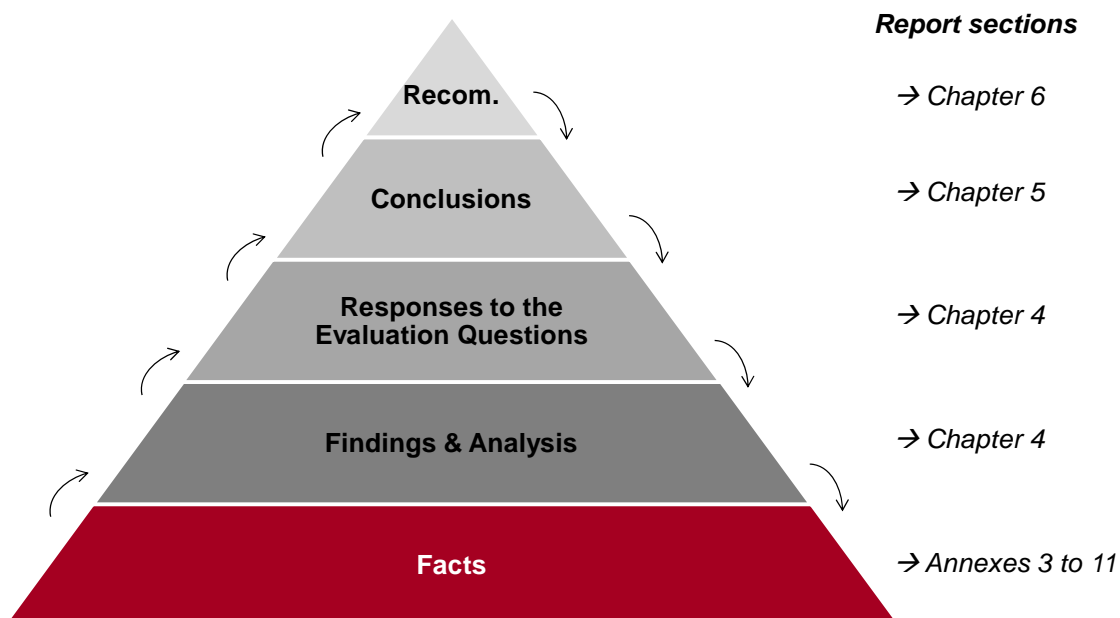 Report sections
Recom.
→ Chapter 6
Conclusions
→ Chapter 5
Responses to the
Evaluation Questions
→ Chapter 4
Findings & Analysis
→ Chapter 4
Facts
→ Annexes 3 to 11